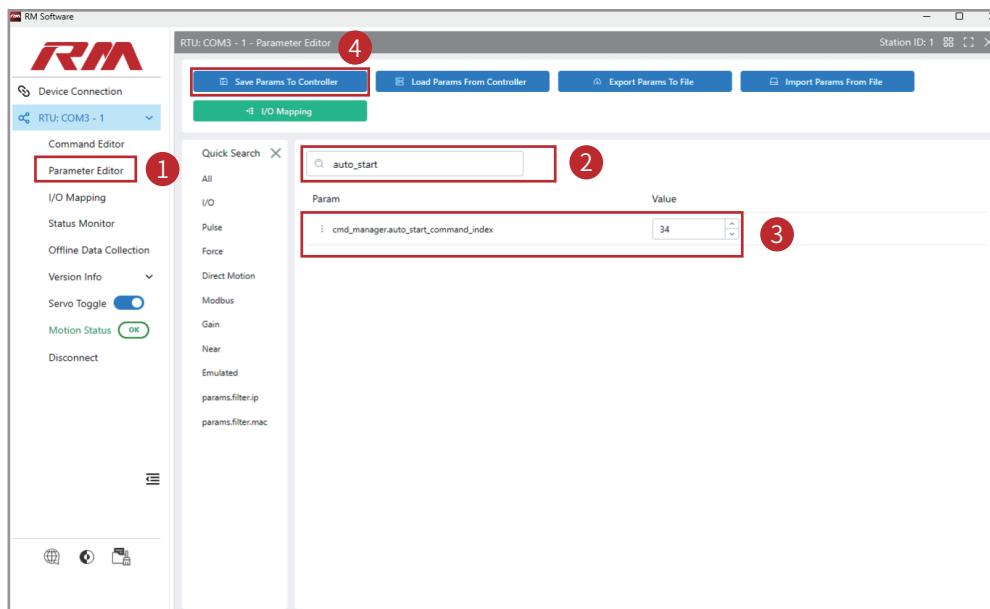 RM Software
RM
Device Connection
RTU: COM3 - 1
Command Editor
Parameter Editor
1
I/O Mapping
Status Monitor
Offline Data Collection
Version Info
Servo Toggle
Motion Status OK
Disconnect
RTU: COM3 - 1 - Parameter Editor
4
Station ID: 1
Save Params To Controller
Load Params From Controller
Export Params To File
Import Params From File
I/O Mapping
Quick Search
All
I/O
Pulse
Force
Direct Motion
Modbus
Gain
Near
Emulated
params.filter.ip
params.filter.mac
auto_start
2
Param Value
cmd_manager.auto_start_command_index 34
3